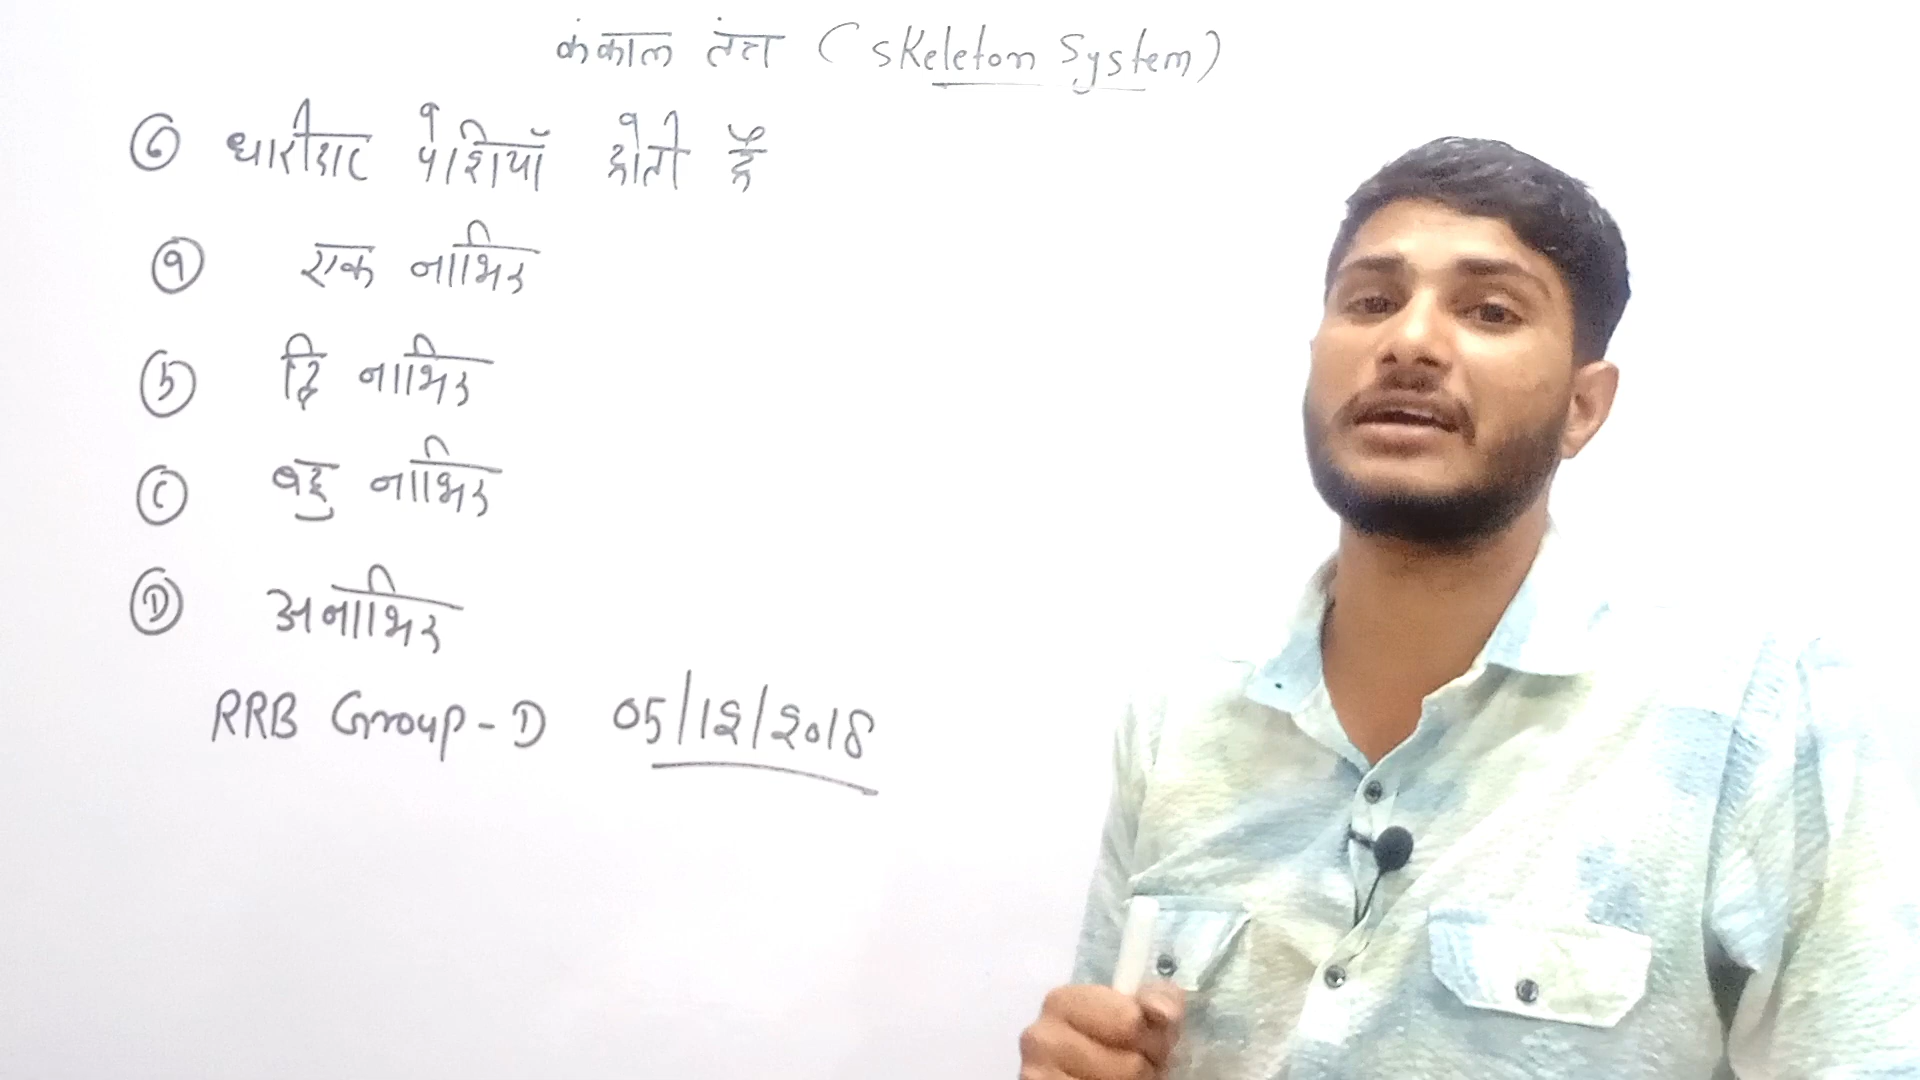 कंकाल तंत्र (Skeleton System)
6 धारीदार पेशियाँ होती हैं
a एक नाभिक
b द्वि नाभिक
c बहु नाभिक
D अनाभिक
RRB Group-D 05/12/2018